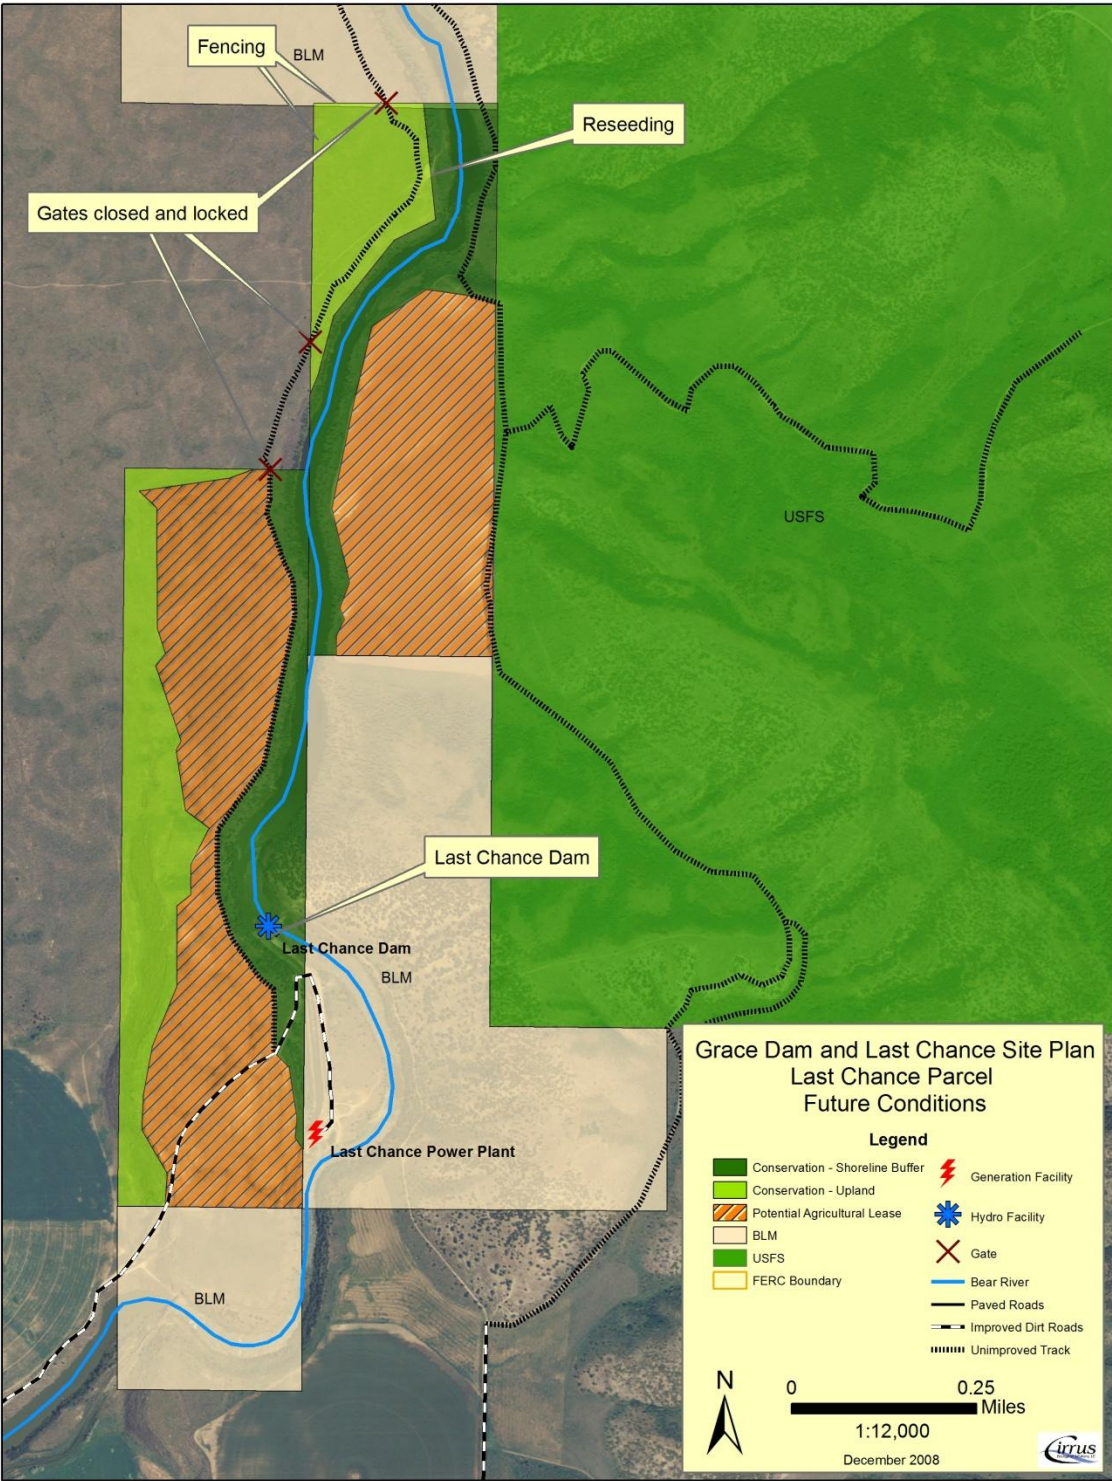 Fencing
BLM
Reseeding
Gates closed and locked
USFS
Last Chance Dam
Last Chance Dam
BLM
Last Chance Power Plant
BLM
Grace Dam and Last Chance Site Plan
Last Chance Parcel
Future Conditions
Legend
Conservation - Shoreline Buffer
Conservation - Upland
Potential Agricultural Lease
BLM
USFS
FERC Boundary
Generation Facility
Hydro Facility
Gate
Bear River
Paved Roads
Improved Dirt Roads
Unimproved Track
N
0 0.25
Miles
1:12,000
December 2008
Cirrus